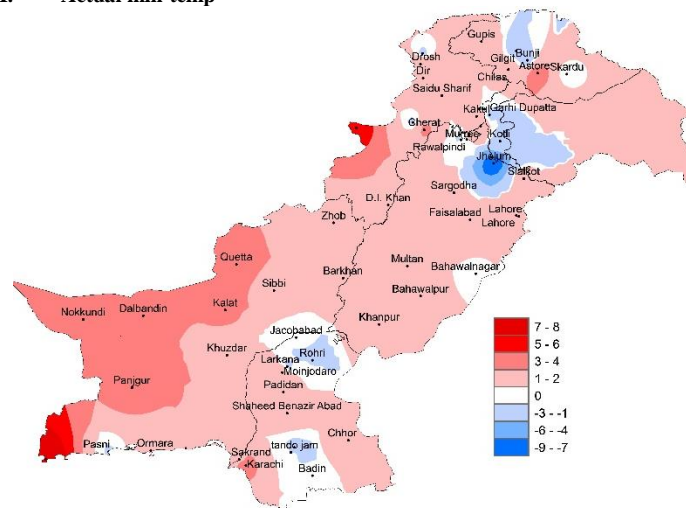 Actual min temp
Gupis
Bunji
Drosh
Gilgit
Astore
Skardu
Dir
Chilas
Saidu Sharif
Kakul
Garhi Dupatta
Cherat
Murree
Kotli
Rawalpindi
Jhelum
Sialkot
Sargodha
D.I. Khan
Lahore
Faisalabad
Lahore
Zhob
Quetta
Multan
Bahawalnagar
Barkhan
Sibbi
Bahawalpur
Kalat
Dalbandin
Nokkundi
Khanpur
Jacobabad
7 - 8
5 - 6
3 - 4
1 - 2
0
-3 - -1
-6 - -4
-9 - -7
Khuzdar
Rohri
Larkana
Moinjodaro
Panjgur
Padidan
Shaheed Benazir Abad
Chhor
Pasni
Ormara
tando jam
Sakrand
Karachi
Badin